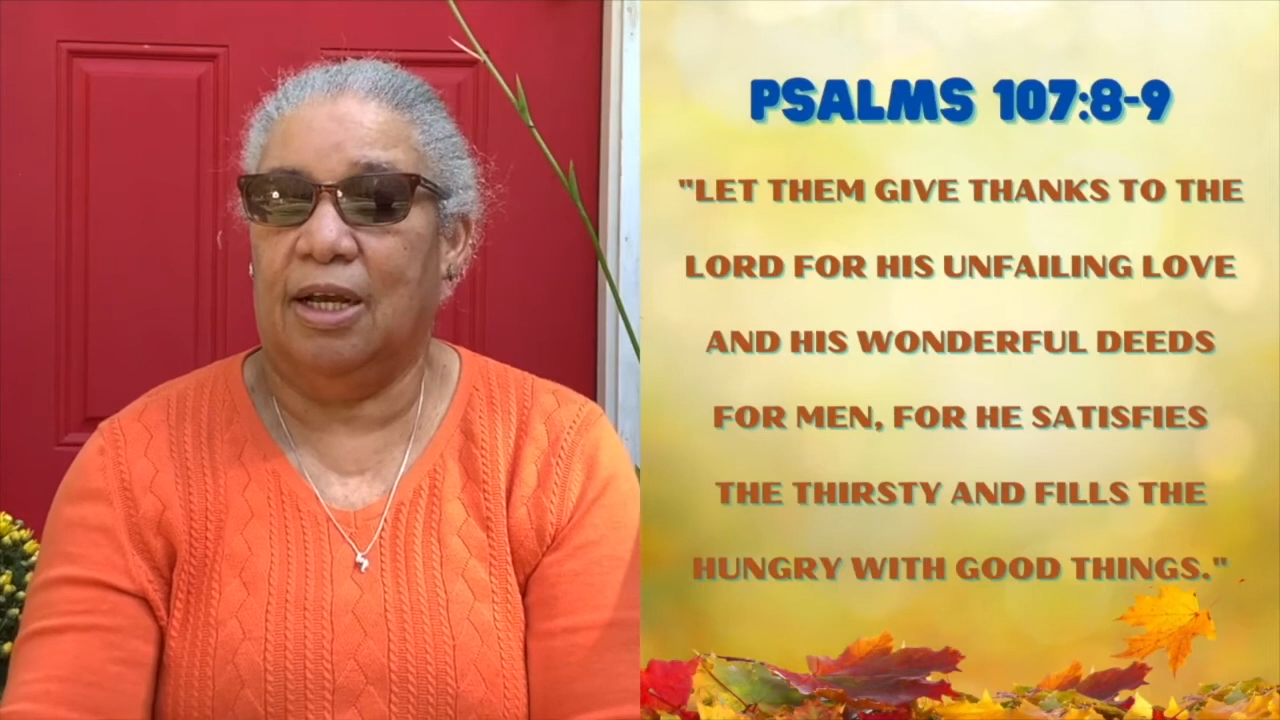 PSALMS 107:8-9
"LET THEM GIVE THANKS TO THE
LORD FOR HIS UNFAILING LOVE
AND HIS WONDERFUL DEEDS
FOR MEN, FOR HE SATISFIES
THE THIRSTY AND FILLS THE
HUNGRY WITH GOOD THINGS."